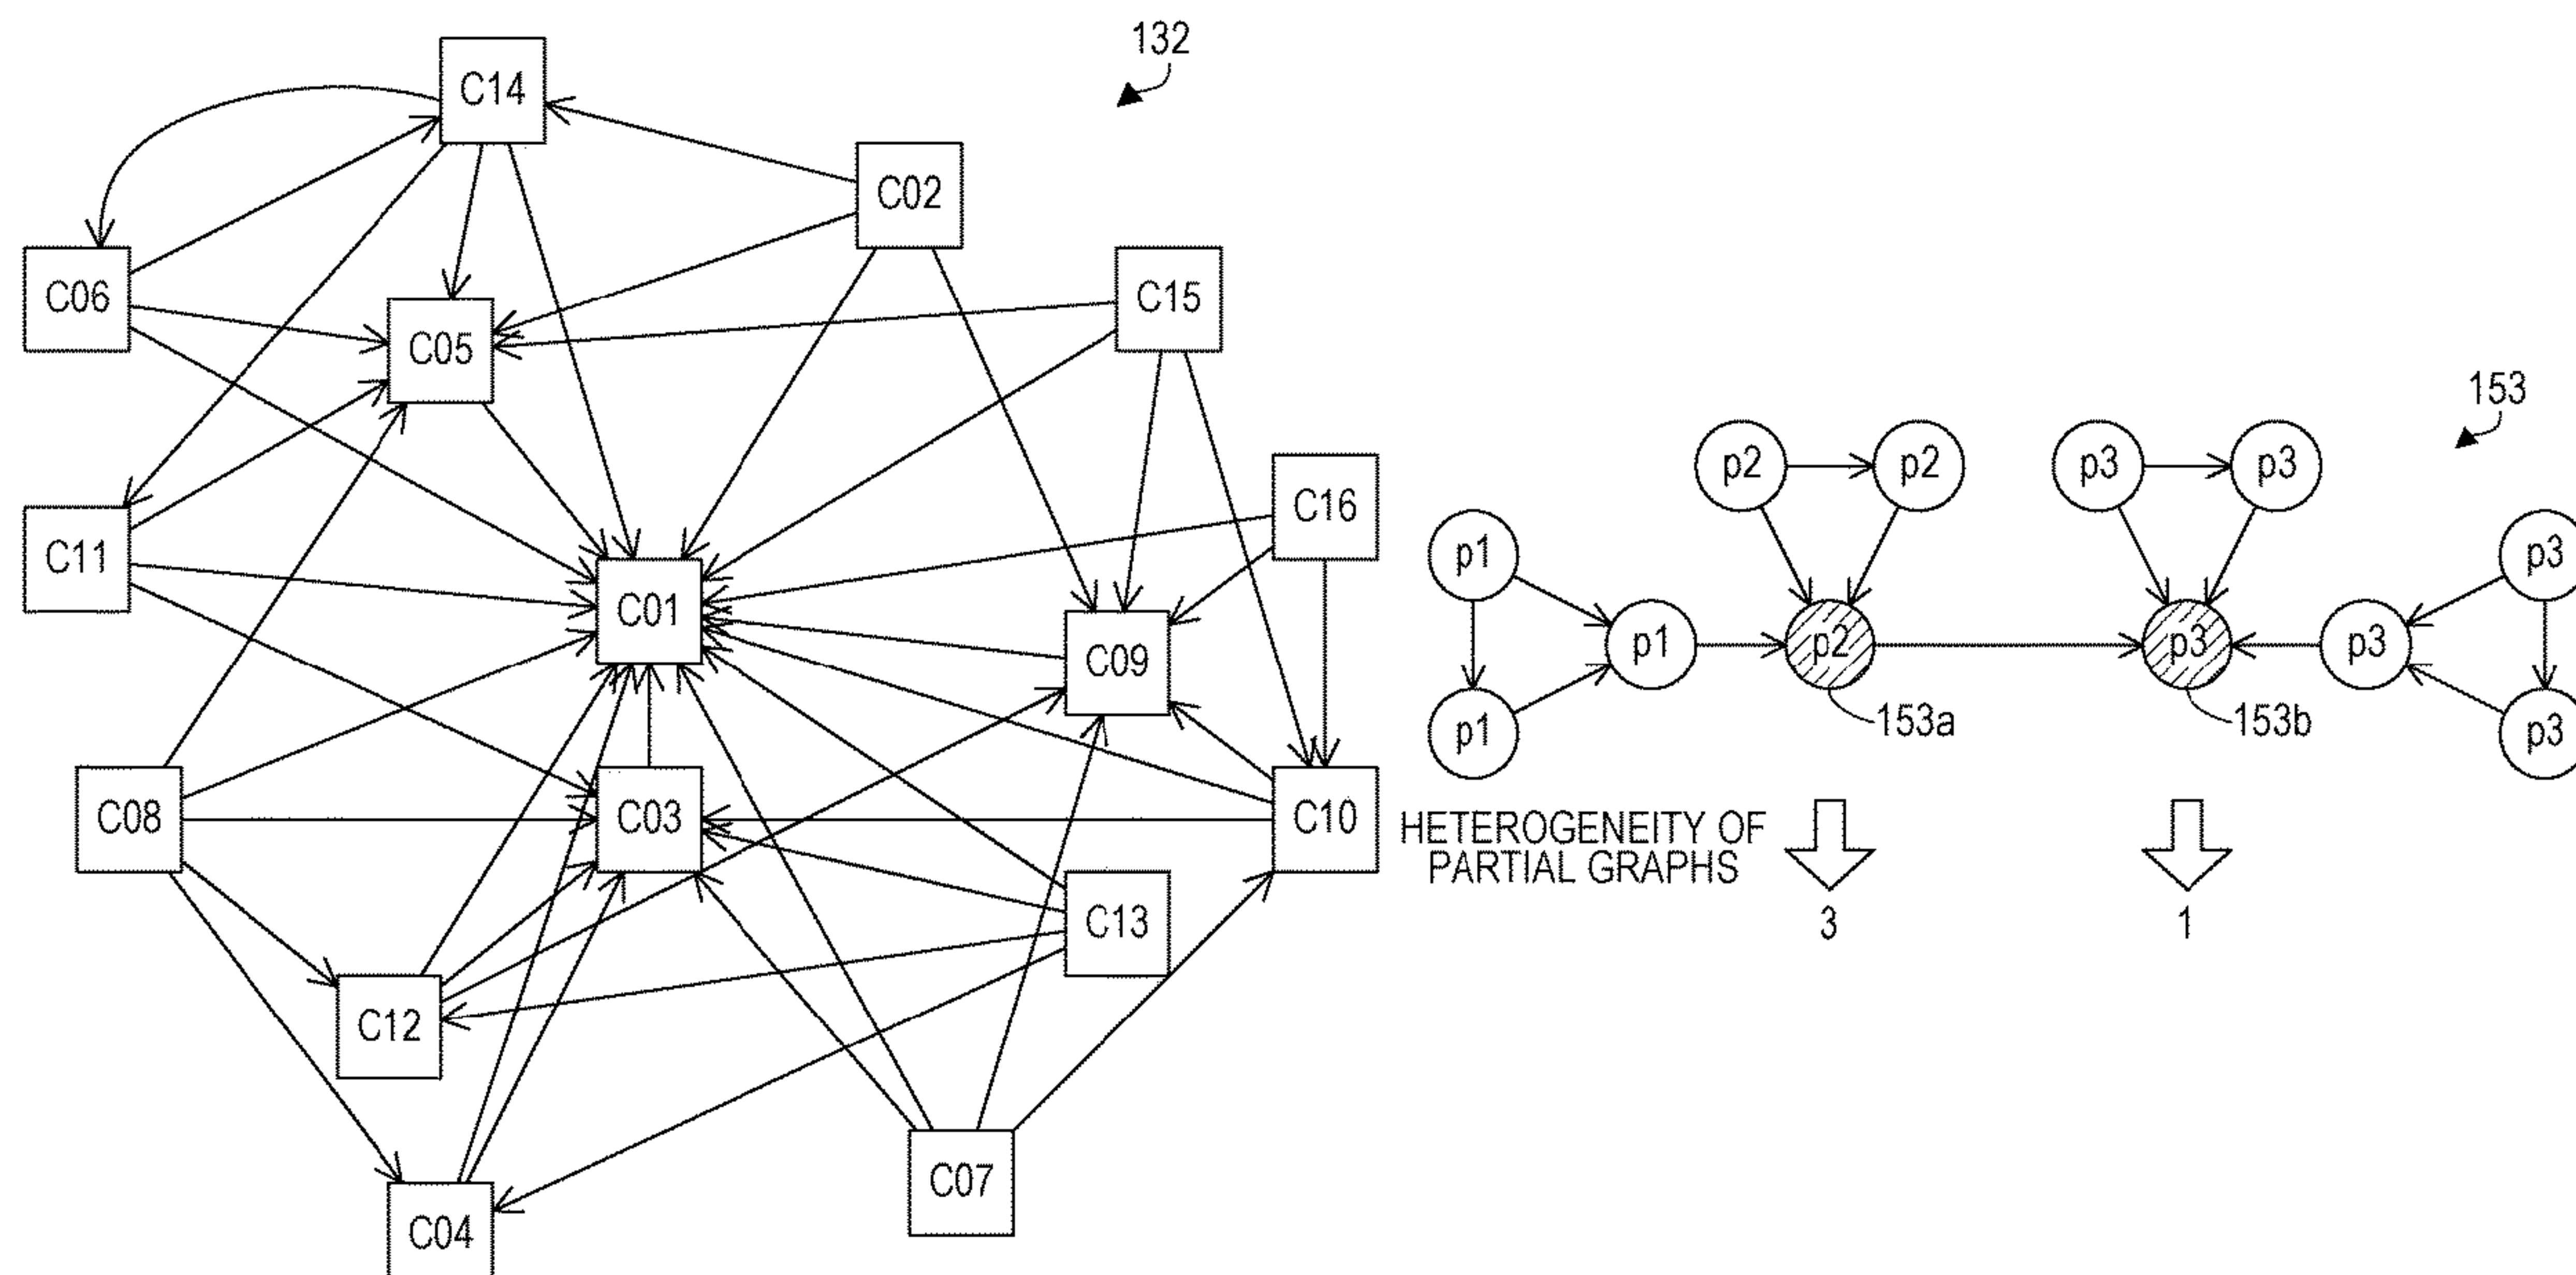 132
C14
C02
C06
C15
C05
C16
C11
C01
C09
C08
C03
C10
C13
C12
C07
C04
153
p2
p2
p3
p3
p1
p3
p1
p2
p3
p3
p1
153a
153b
p3
HETEROGENEITY OF
PARTIAL GRAPHS
3
1